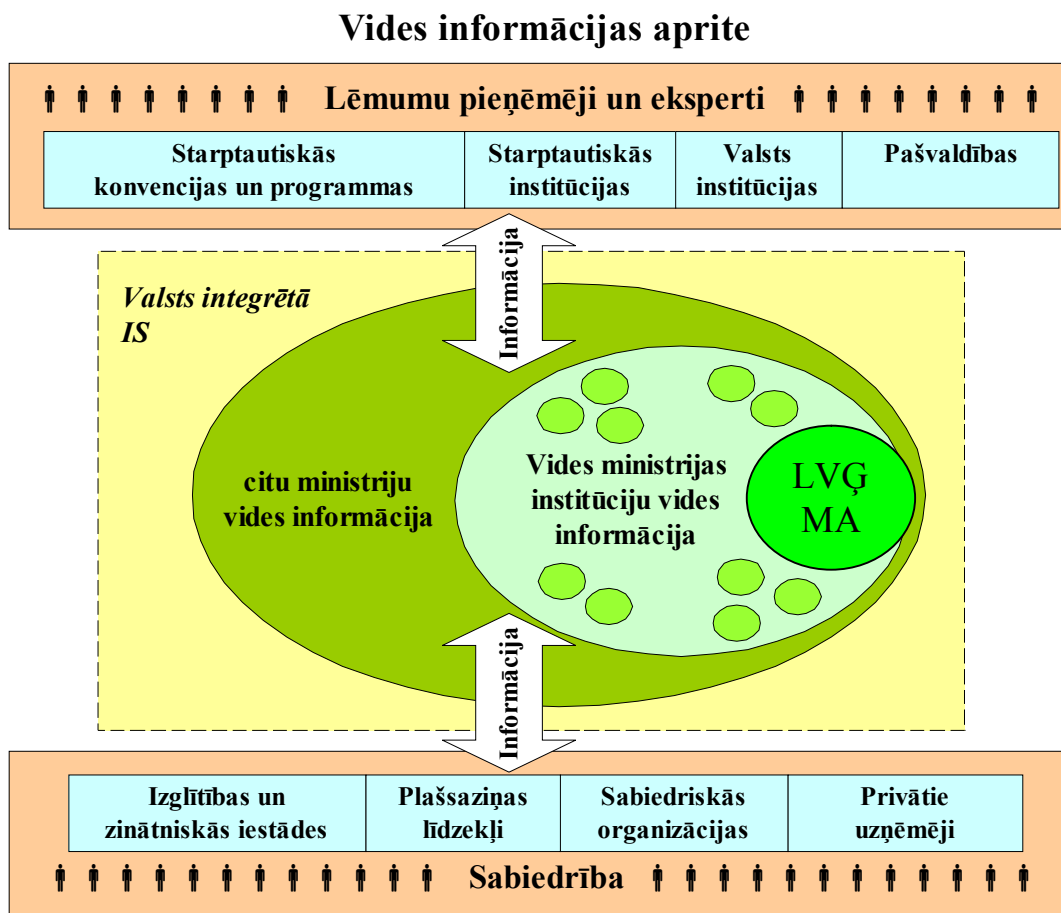 Vides informācijas aprite
Lēmumu pieņēmēji un eksperti
Starptautiskās
konvencijas un programmas
Starptautiskās
institūcijas
Valsts
institūcijas
Pašvaldības
Informācija
Valsts integrētā
IS
citu ministriju
vides informācija
Vides ministrijas
institūciju vides
informācija
LVĢ
MA
Informācija
Izglītības un
zinātniskās iestādes
Plašsaziņas
līdzekļi
Sabiedriskās
organizācijas
Privātie
uzņēmēji
Sabiedrība